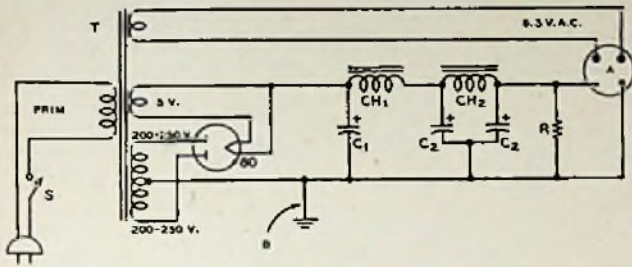 T
6.3 V.A.C.
A
PRIM
CH₁
CH₂
5 V.
200-250 V.
80
+
C₁
+
C₂
+
C₂
R
S
200-250 V.
B